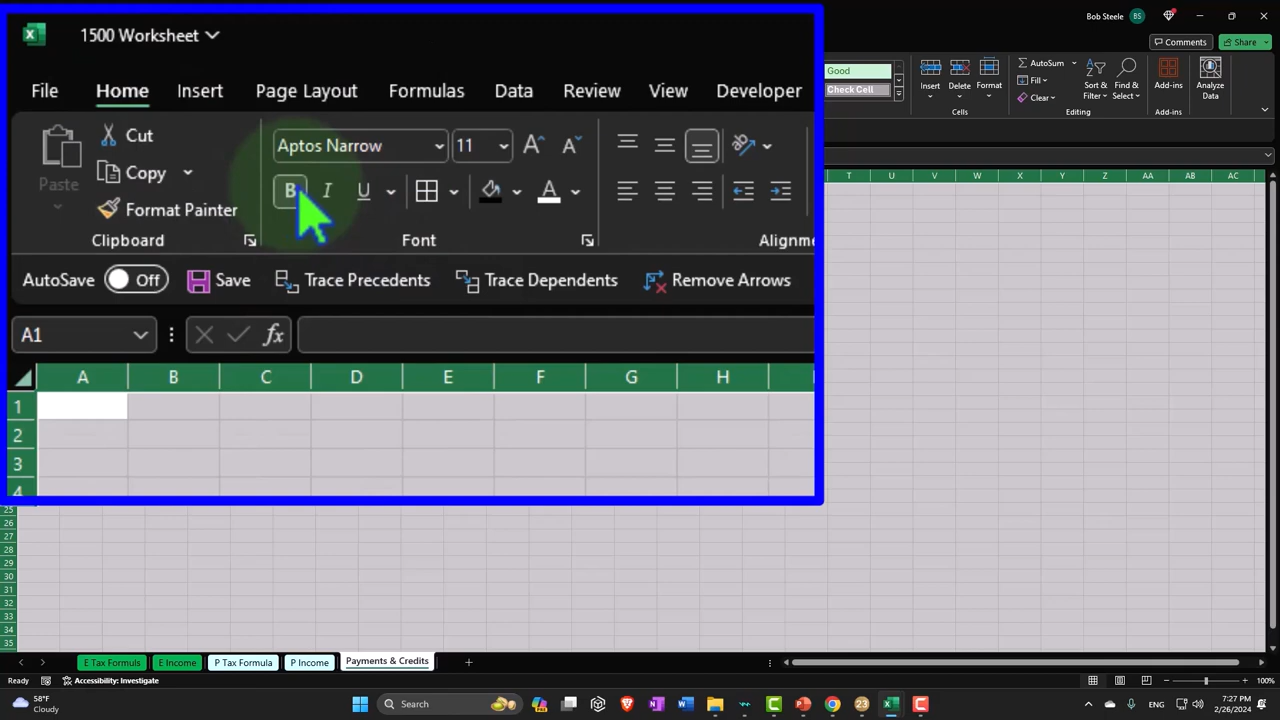 1500 Worksheet
Bob Steele BS
File Home Insert Page Layout Formulas Data Review View Developer
Comments Share
Cut
Aptos Narrow 11
Paste Copy
B I U A
Format Painter
Clipboard Font Alignme
Good
Check Cell
Insert Delete Format
Cells
AutoSum
Fill
Clear
Sort & Filter
Find & Select
Editing
Add-ins
Add-ins
Analyze Data
AutoSave Off Save Trace Precedents Trace Dependents Remove Arrows
A1 fx
A B C D E F G H
T U V W X Y Z AA AB AC
1
2
3
4
25
26
27
28
29
30
31
32
33
34
35
E Tax Formuls E Income P Tax Formula P Income Payments & Credits
Ready Accessibility: Investigate 100%
58°F
Cloudy
Search
23
ENG
7:27 PM
2/26/2024